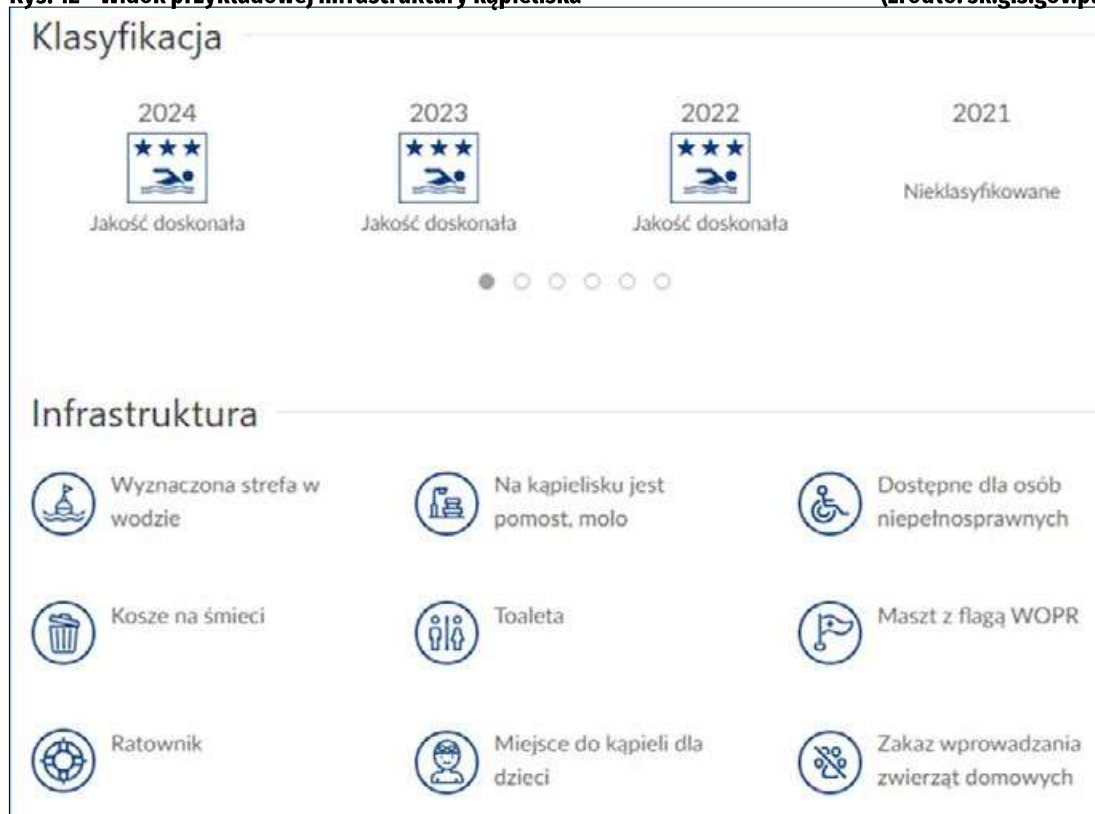 Klasyfikacja
2024 2023 2022 2021
Nieklasyfikowane
Jakość doskonała Jakość doskonała Jakość doskonała
Infrastruktura
Wyznaczona strefa w
wodzie
Na kąpielisku jest
pomost, molo
Dostępne dla osób
niepełnosprawnych
Kosze na śmieci
Toaleta
Maszt z flagą WOPR
Ratownik
Miejsce do kąpieli dla
dzieci
Zakaz wprowadzania
zwierząt domowych